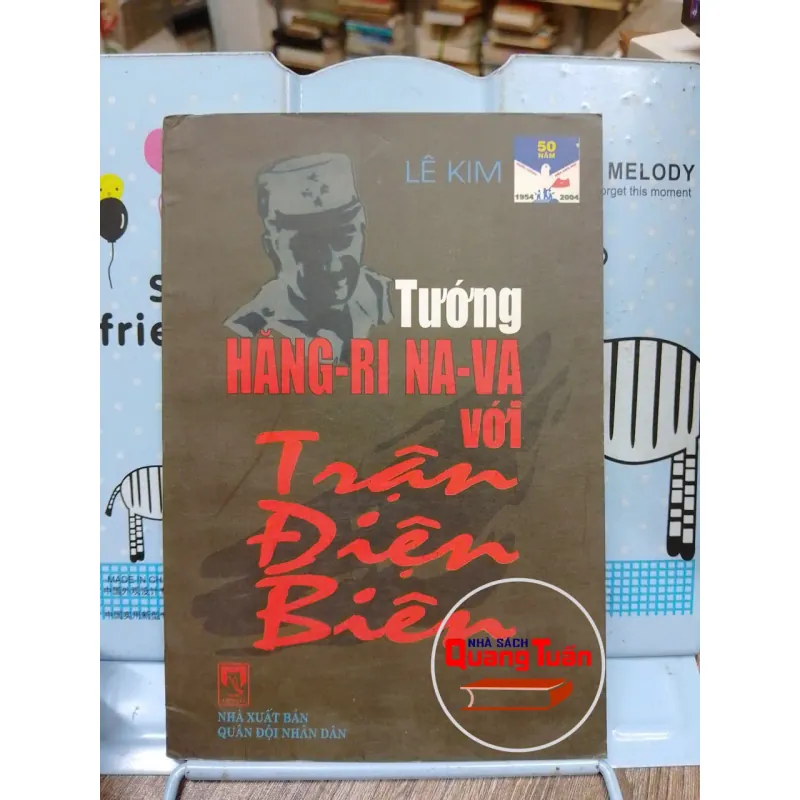 LÊ KIM
50
NĂM
1954 2004
Tướng
HĂNG-RI NA-VA
với
Trận
Điện
Biên
NHÀ XUẤT BẢN
QUÂN ĐỘI NHÂN DÂN
NHÀ SÁCH
Quang Tuấn
MELODY
orget this moment
S
frie
MADE IN CH